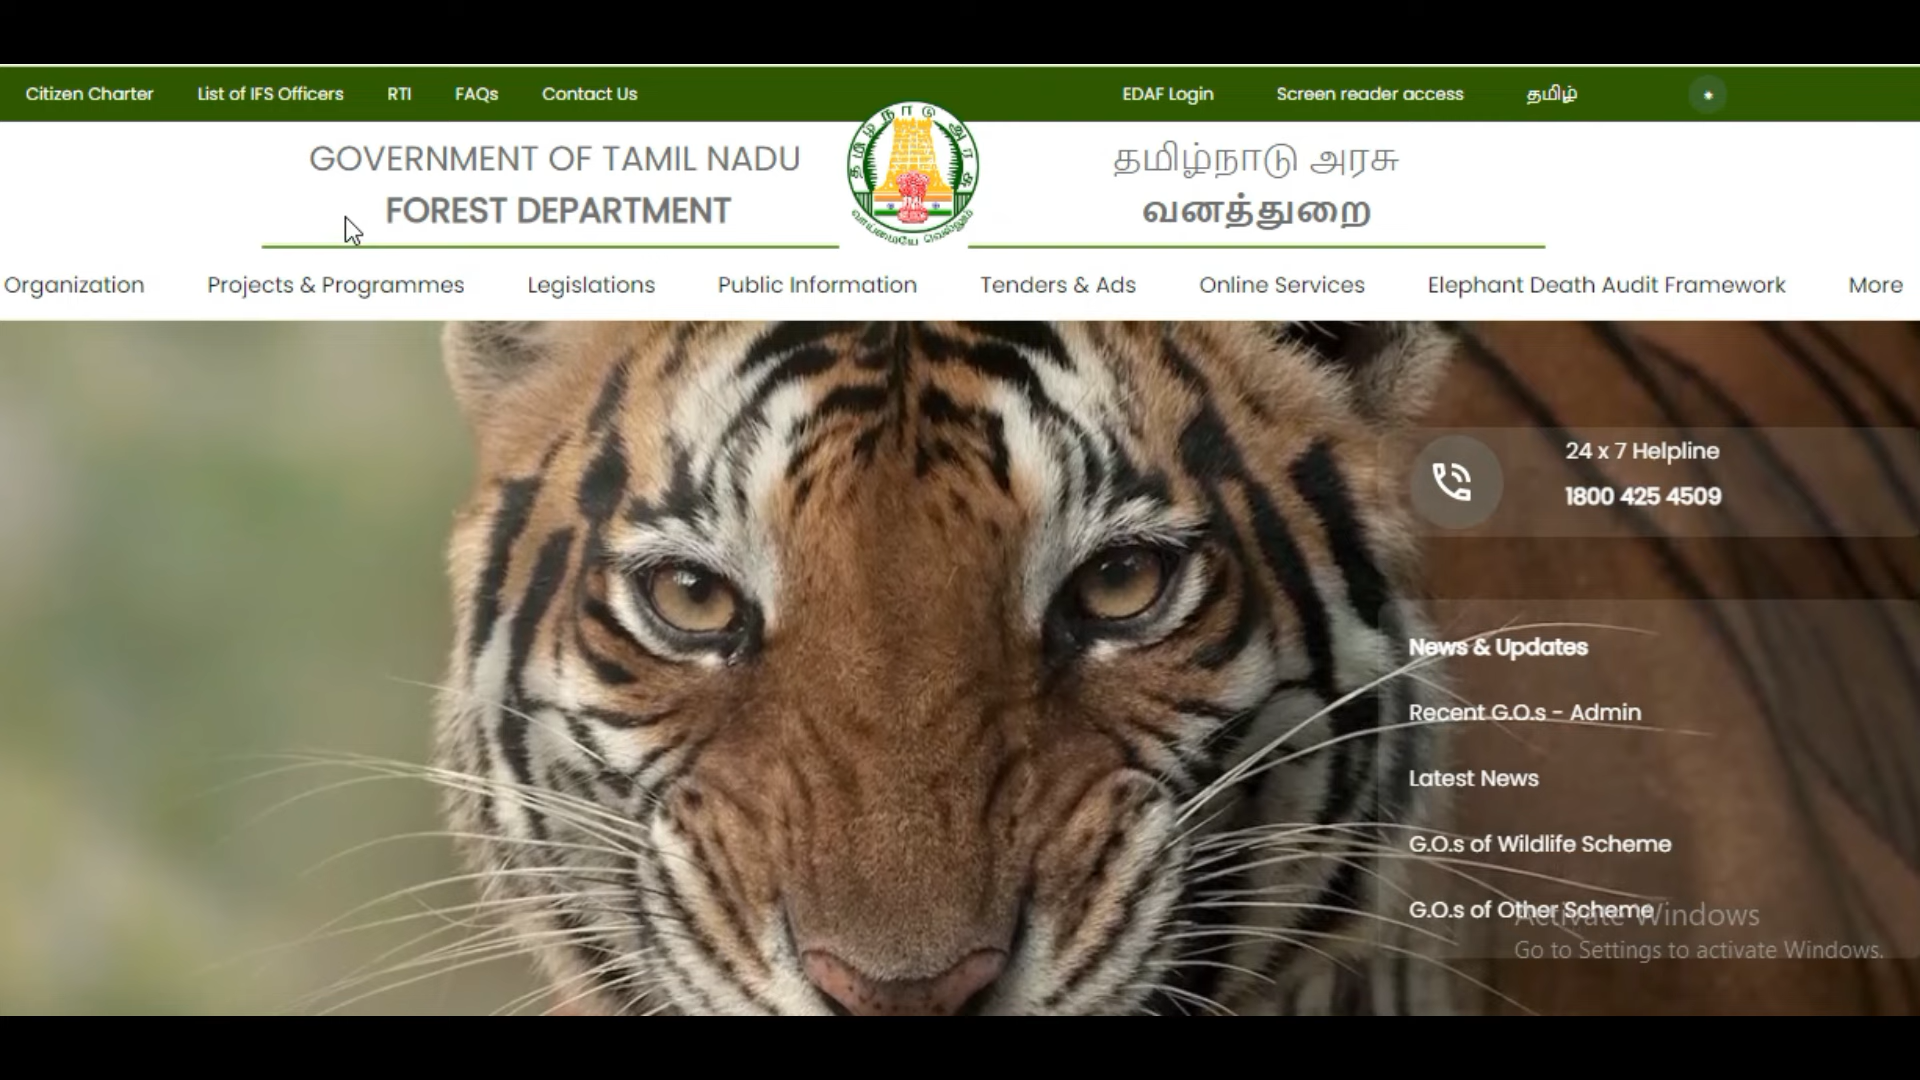 Citizen Charter List of IFS Officers RTI FAQs Contact Us EDAF Login Screen reader access தமிழ்
GOVERNMENT OF TAMIL NADU
FOREST DEPARTMENT
தமிழ்நாடு அரசு
வாய்மையே வெல்லும்
தமிழ்நாடு அரசு
வனத்துறை
Organization Projects & Programmes Legislations Public Information Tenders & Ads Online Services Elephant Death Audit Framework More
24 x 7 Helpline
1800 425 4509
News & Updates
Recent G.O.s - Admin
Latest News
G.O.s of Wildlife Scheme
G.O.s of Other Scheme
Activate Windows
Go to Settings to activate Windows.